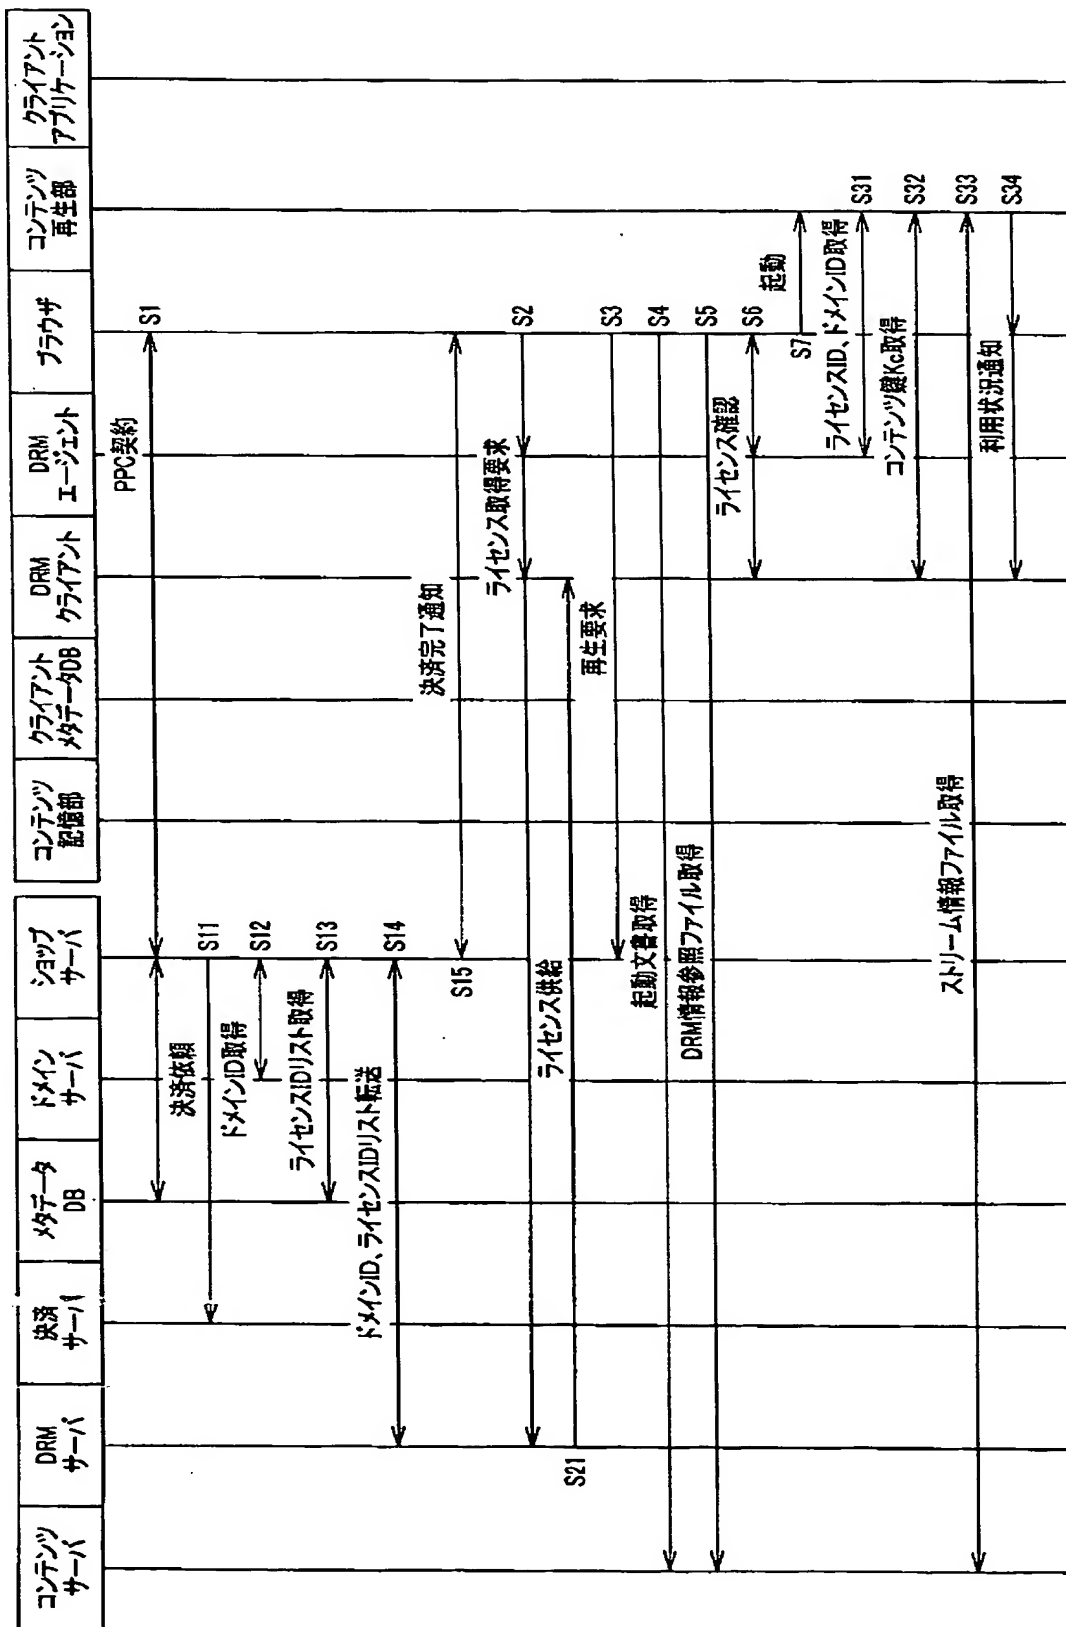 コンテンツ
サーバ
DRM
サーバ
決済
サーバ
メタデータ
DB
ドメイン
サーバ
ショップ
サーバ
コンテンツ
記憶部
クライアント
メタデータDB
DRM
クライアント
DRM
エージェント
ブラウザ
コンテンツ
再生部
クライアント
アプリケーション
PPC契約
S1
決済依頼
S11
ドメインID取得
S12
ライセンスIDリスト取得
S13
ドメインID、ライセンスIDリスト転送
S14
決済完了通知
S15
ライセンス取得要求
S2
ライセンス供給
S21
再生要求
S3
起動文書取得
S4
DRM情報参照ファイル取得
S5
ライセンス確認
S6
起動
S7
ライセンスID、ドメインID取得
S31
コンテンツ鍵Kc取得
S32
ストリーム情報ファイル取得
S33
利用状況通知
S34